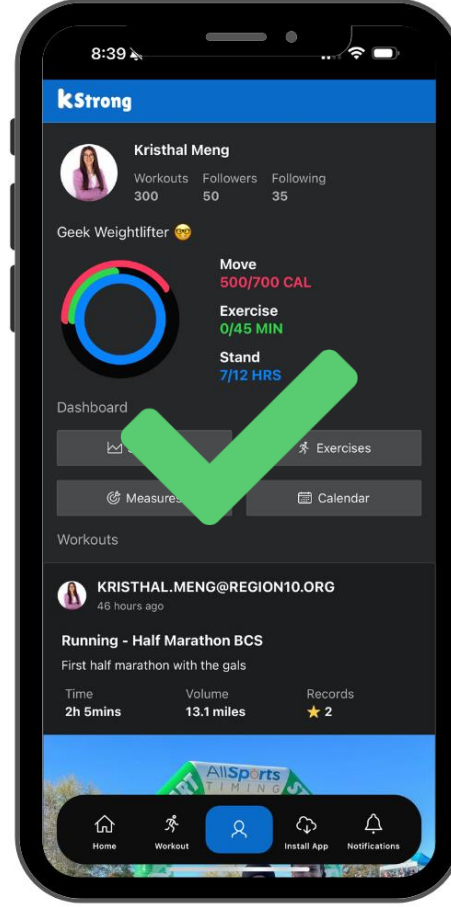 8:39
kStrong
Kristhal Meng
Workouts Followers Following
300 50 35
Geek Weightlifter 🤓
Move
500/700 CAL
Exercise
0/45 MIN
Stand
7/12 HRS
Dashboard
Exercises
Measures Calendar
Workouts
KRISTHAL.MENG@REGION10.ORG
46 hours ago
Running - Half Marathon BCS
First half marathon with the gals
Time Volume Records
2h 5mins 13.1 miles ⭐ 2
AllSports
TIMING
Home Workout Install App Notifications